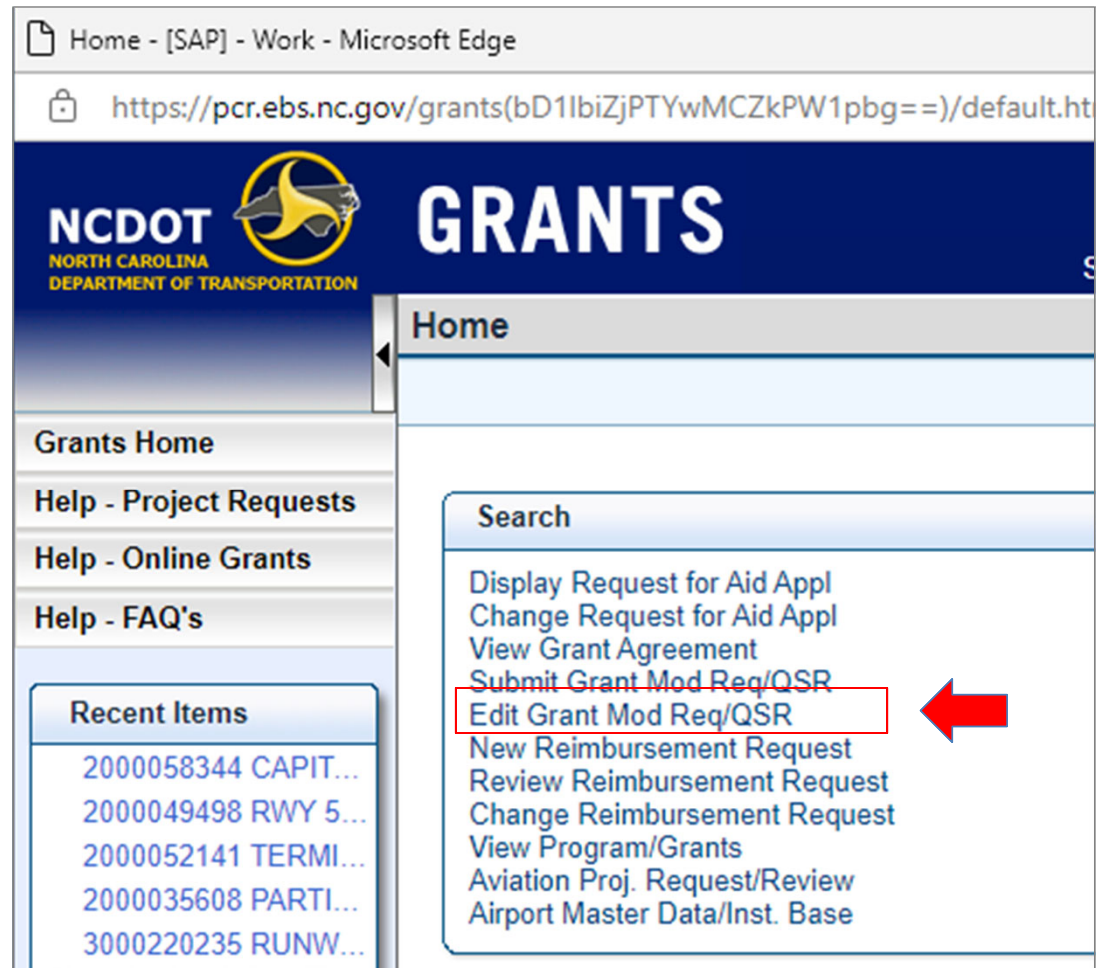 Home - [SAP] - Work - Microsoft Edge
https://pcr.ebs.nc.gov/grants(bD1lbiZjPTYwMCZkPW1pbg==)/default.ht
NCDOT
NORTH CAROLINA
DEPARTMENT OF TRANSPORTATION
GRANTS
S
Home
Grants Home
Help - Project Requests
Help - Online Grants
Help - FAQ's
Recent Items
2000058344 CAPIT...
2000049498 RWY 5...
2000052141 TERMI...
2000035608 PARTI...
3000220235 RUNW...
Search
Display Request for Aid Appl
Change Request for Aid Appl
View Grant Agreement
Submit Grant Mod Req/QSR
Edit Grant Mod Req/QSR
New Reimbursement Request
Review Reimbursement Request
Change Reimbursement Request
View Program/Grants
Aviation Proj. Request/Review
Airport Master Data/Inst. Base